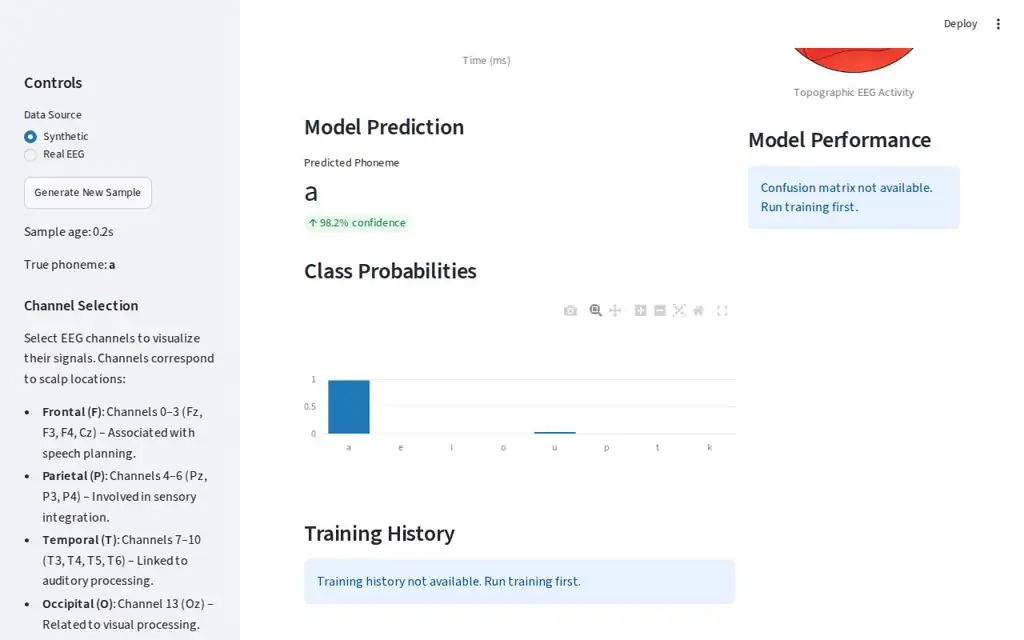 Deploy
Controls
Data Source
Synthetic
Real EEG
Generate New Sample
Sample age: 0.2s
True phoneme: a
Channel Selection
Select EEG channels to visualize
their signals. Channels correspond
to scalp locations:
• Frontal (F): Channels 0–3 (Fz,
F3, F4, Cz) – Associated with
speech planning.
• Parietal (P): Channels 4–6 (Pz,
P3, P4) – Involved in sensory
integration.
• Temporal (T): Channels 7–10
(T3, T4, T5, T6) – Linked to
auditory processing.
• Occipital (O): Channel 13 (Oz) –
Related to visual processing.
Time (ms)
Model Prediction
Predicted Phoneme
a
↑ 98.2% confidence
Class Probabilities
1
0.5
0
a e i o u p t k
Training History
Training history not available. Run training first.
Topographic EEG Activity
Model Performance
Confusion matrix not available.
Run training first.